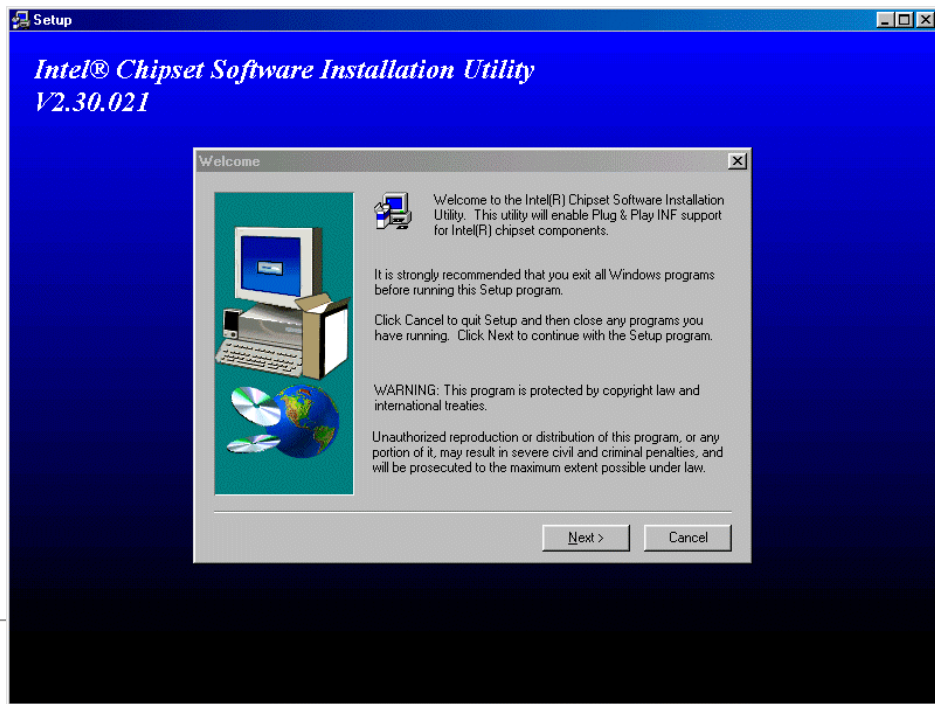 Setup
Intel® Chipset Software Installation Utility
V2.30.021
Welcome
Welcome to the Intel(R) Chipset Software Installation
Utility. This utility will enable Plug & Play INF support
for Intel(R) chipset components.
It is strongly recommended that you exit all Windows programs
before running this Setup program.
Click Cancel to quit Setup and then close any programs you
have running. Click Next to continue with the Setup program.
WARNING: This program is protected by copyright law and
international treaties.
Unauthorized reproduction or distribution of this program, or any
portion of it, may result in severe civil and criminal penalties, and
will be prosecuted to the maximum extent possible under law.
Next >
Cancel